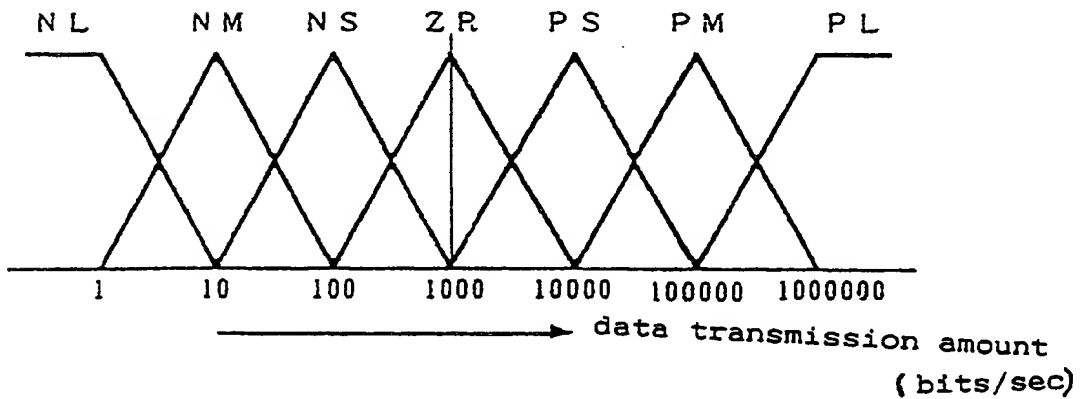 NL NM NS ZR PS PM PL
1 10 100 1000 10000 100000 1000000
data transmission amount
(bits/sec)